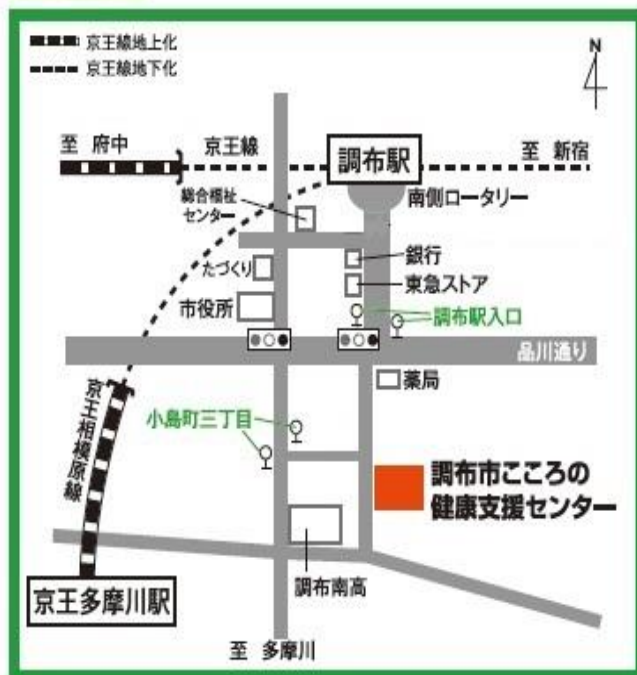 京王線地上化
京王線地下化
N
至 府中
京王線
調布駅
至 新宿
南側ロータリー
総合福祉
センター
銀行
たづくり
東急ストア
市役所
調布駅入口
品川通り
薬局
京王相模原線
小島町三丁目
調布市こころの
健康支援センター
調布南高
京王多摩川駅
至 多摩川